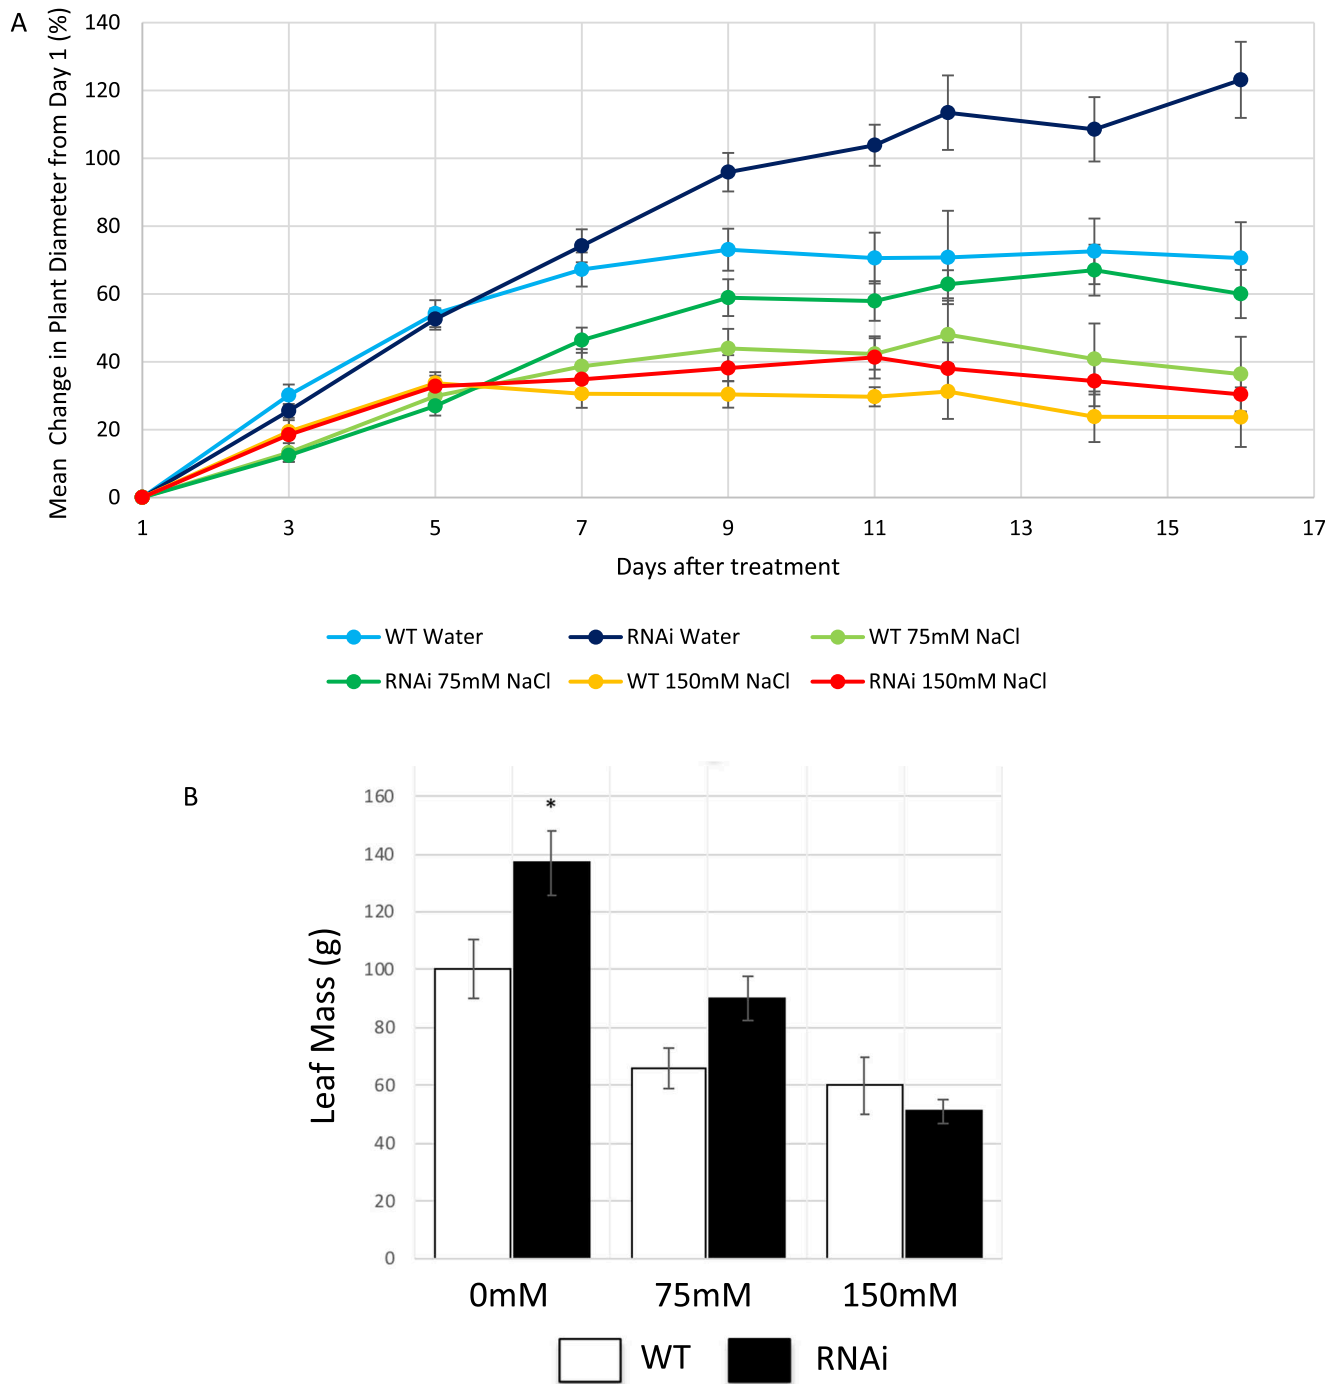 A
Mean Change in Plant Diameter from Day 1 (%)
140
120
100
80
60
40
20
0
1 3 5 7 9 11 13 15 17
Days after treatment
WT Water RNAi Water WT 75mM NaCl
RNAi 75mM NaCl WT 150mM NaCl RNAi 150mM NaCl
B
Leaf Mass (g)
160
*
140
120
100
80
60
40
20
0
0mM 75mM 150mM
WT RNAi